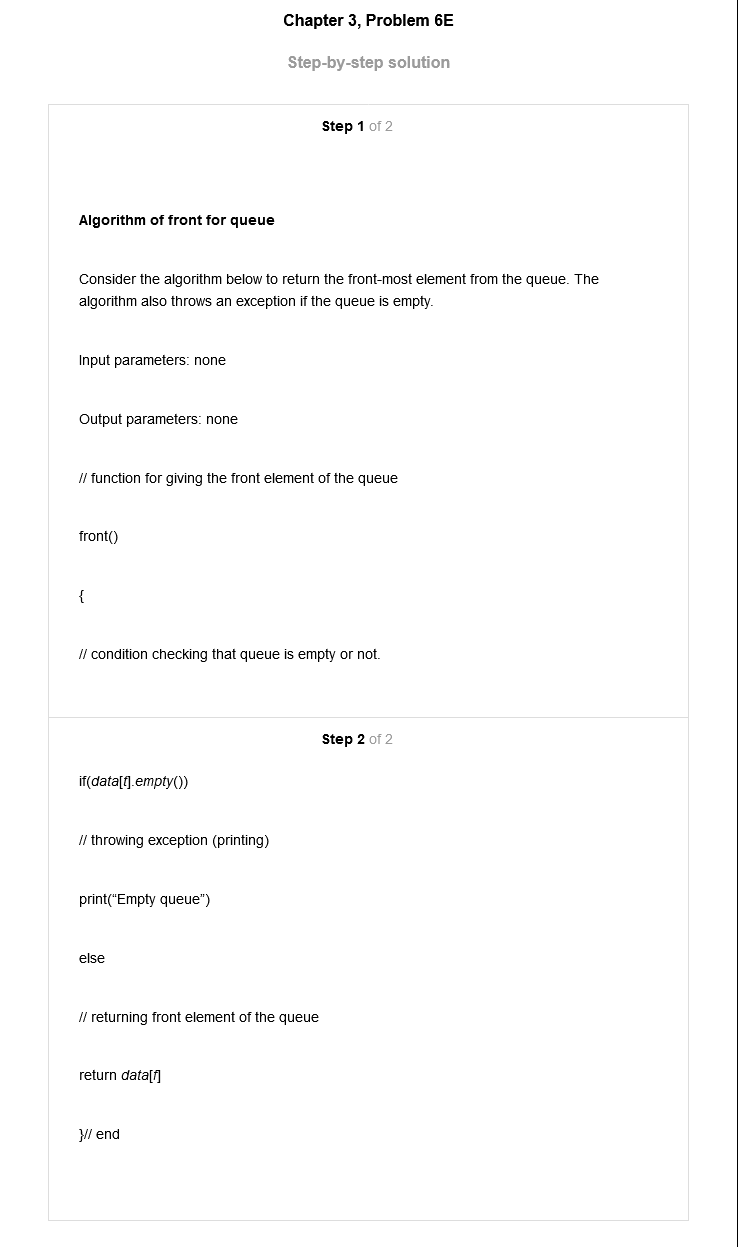 Chapter 3, Problem 6E
Step-by-step solution
Step 1 of 2
Algorithm of front for queue
Consider the algorithm below to return the front-most element from the queue. The
algorithm also throws an exception if the queue is empty.
Input parameters: none
Output parameters: none
// function for giving the front element of the queue
front()
{
// condition checking that queue is empty or not.
Step 2 of 2
if(data[f].empty())
// throwing exception (printing)
print(“Empty queue”)
else
// returning front element of the queue
return data[f]
}// end